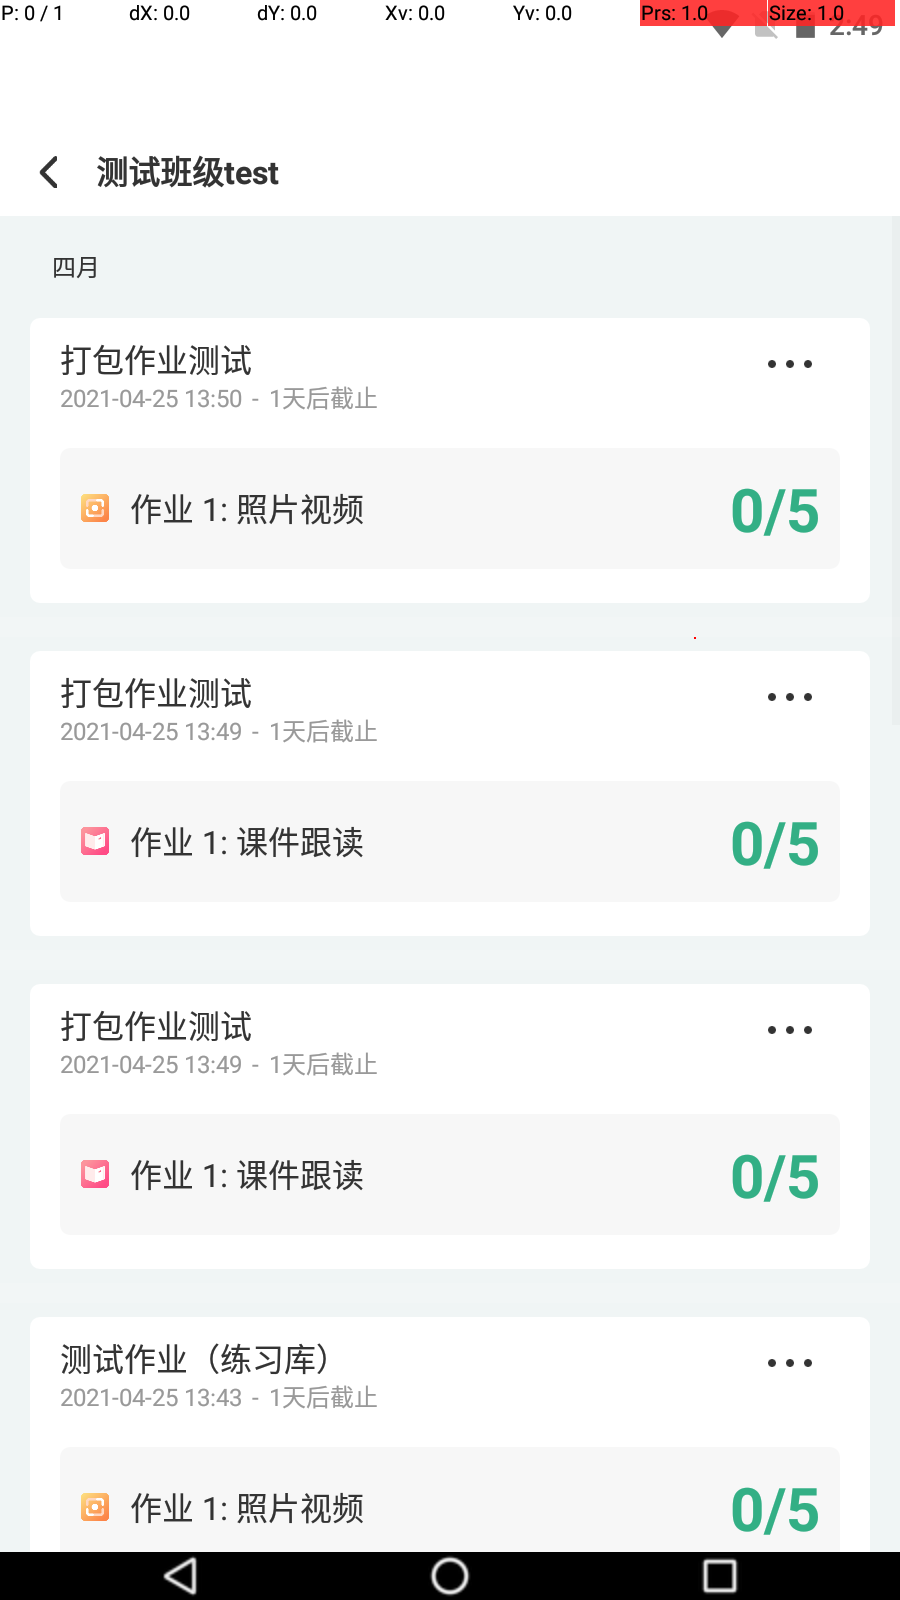 P: 0 / 1 dX: 0.0 dY: 0.0 Xv: 0.0 Yv: 0.0 Prs: 1.0 Size: 1.0
2:49
测试班级test
四月
打包作业测试
2021-04-25 13:50 - 1天后截止
作业 1: 照片视频 0/5
打包作业测试
2021-04-25 13:49 - 1天后截止
作业 1: 课件跟读 0/5
打包作业测试
2021-04-25 13:49 - 1天后截止
作业 1: 课件跟读 0/5
测试作业（练习库）
2021-04-25 13:43 - 1天后截止
作业 1: 照片视频 0/5